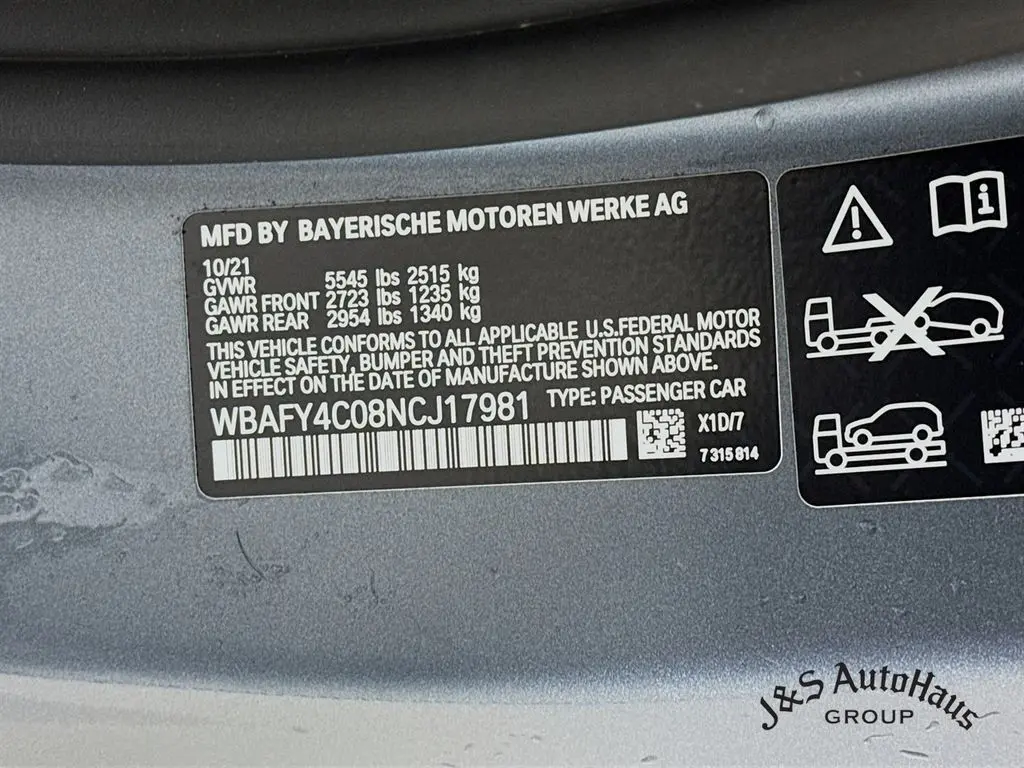 MFD BY BAYERISCHE MOTOREN WERKE AG
10/21
GVWR 5545 lbs 2515 kg
GAWR FRONT 2723 lbs 1235 kg
GAWR REAR 2954 lbs 1340 kg
THIS VEHICLE CONFORMS TO ALL APPLICABLE U.S.FEDERAL MOTOR
VEHICLE SAFETY, BUMPER AND THEFT PREVENTION STANDARDS
IN EFFECT ON THE DATE OF MANUFACTURE SHOWN ABOVE.
WBAFY4C08NCJ17981 TYPE: PASSENGER CAR
X1D/7
7315814
J&S AutoHaus
GROUP